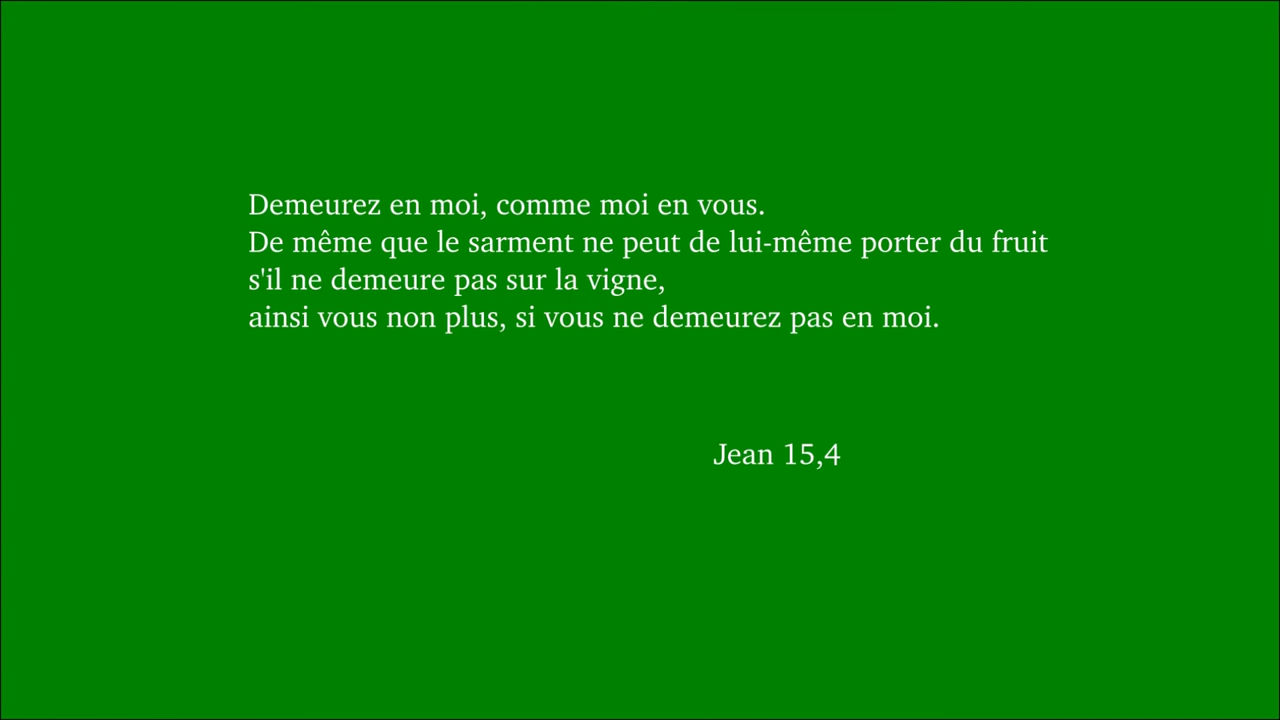 Demeurez en moi, comme moi en vous.
De même que le sarment ne peut de lui-même porter du fruit
s'il ne demeure pas sur la vigne,
ainsi vous non plus, si vous ne demeurez pas en moi.
Jean 15,4